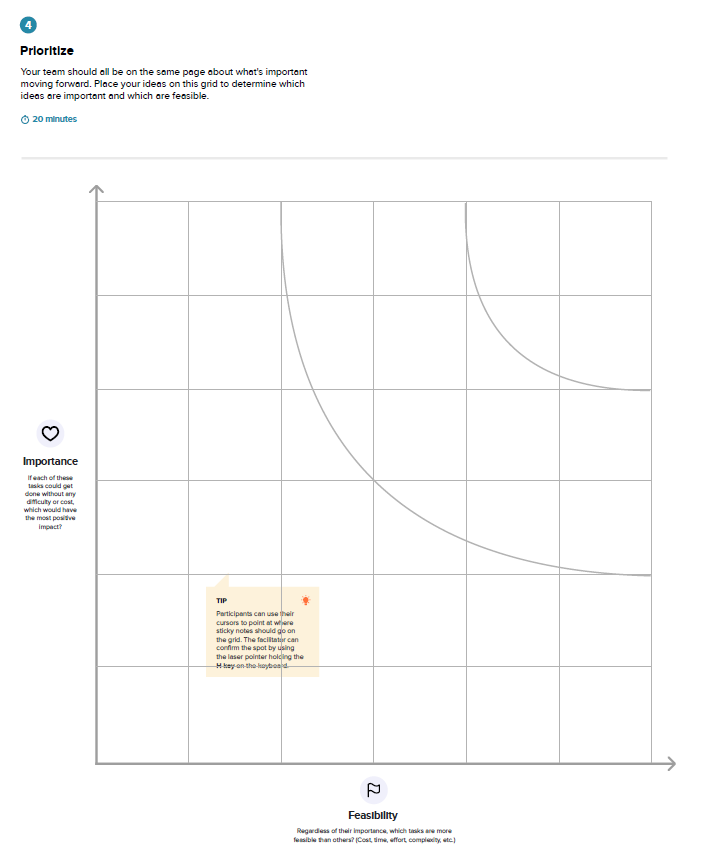 4
Prioritize
Your team should all be on the same page about what's important
moving forward. Place your ideas on this grid to determine which
ideas are important and which are feasible.
20 minutes
Importance
If each of these
tasks could get
done without any
difficulty or cost,
which would have
the most positive
impact?
TIP
Participants can use their
cursors to point at where
sticky notes should go on
the grid. The facilitator can
confirm the spot by using
the laser pointer holding the
H key on the keyboard.
Feasibility
Regardless of their importance, which tasks are more
feasible than others? (Cost, time, effort, complexity, etc.)